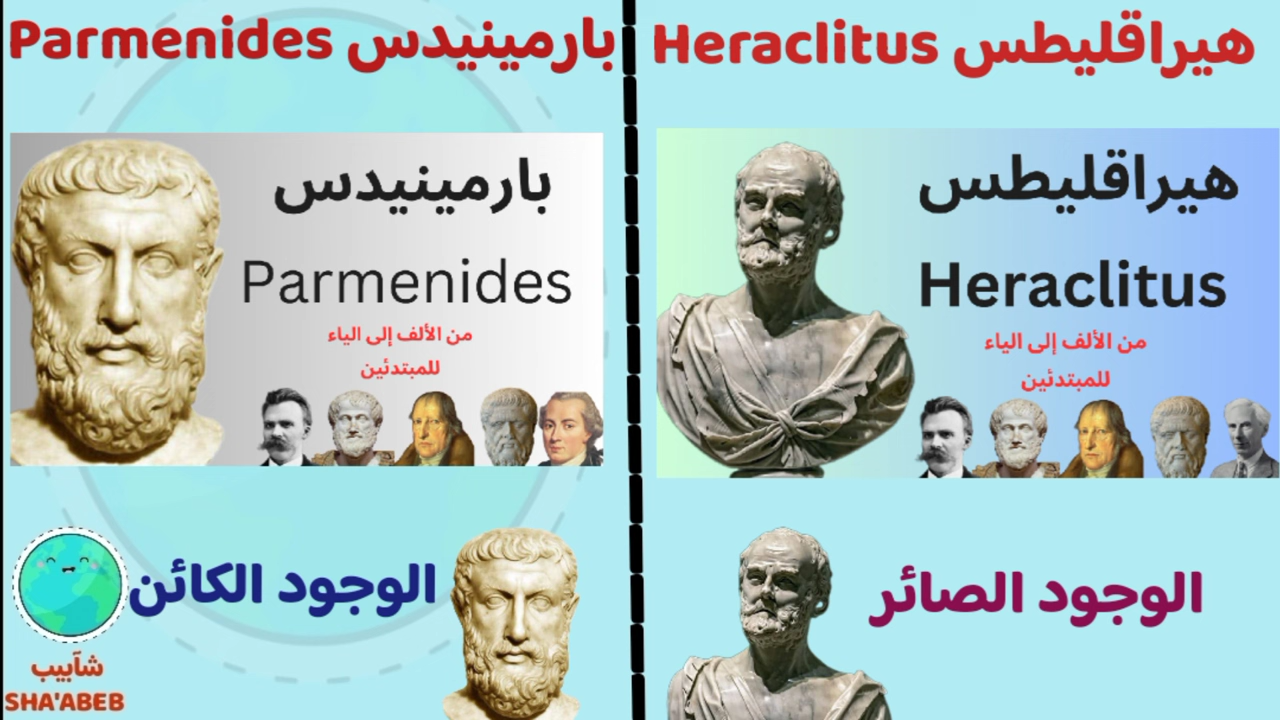 Parmenides بارمينيدس
بارمينيدس
Parmenides
من الألف إلى الياء
للمبتدئين
الوجود الكائن
شآبيب
SHA'ABEB
Heraclitus هيراقليطس
هيراقليطس
Heraclitus
من الألف إلى الياء
للمبتدئين
الوجود الصائر